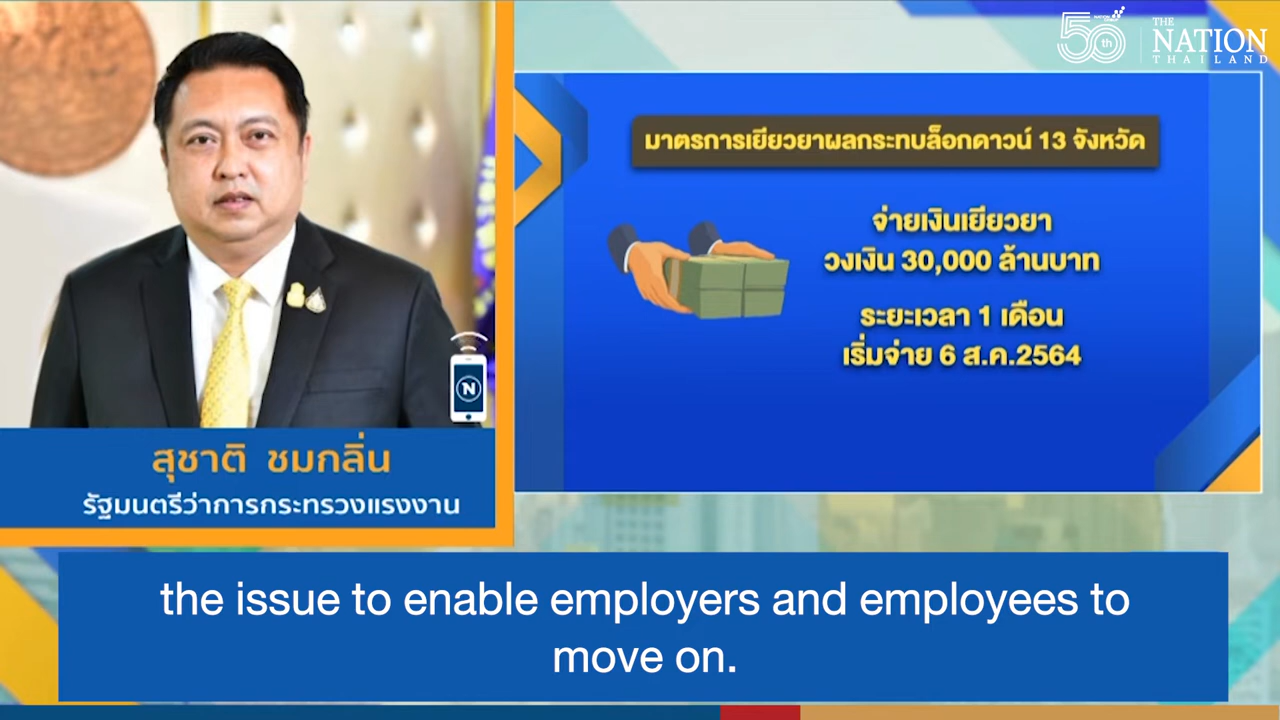 50th
NATION GROUP
THE
NATION
THAILAND
มาตรการเยียวยาผลกระทบล็อกดาวน์ 13 จังหวัด
จ่ายเงินเยียวยา
วงเงิน 30,000 ล้านบาท
ระยะเวลา 1 เดือน
เริ่มจ่าย 6 ส.ค.2564
N
สุชาติ ชมกลิ่น
รัฐมนตรีว่าการกระทรวงแรงงาน
the issue to enable employers and employees to
move on.